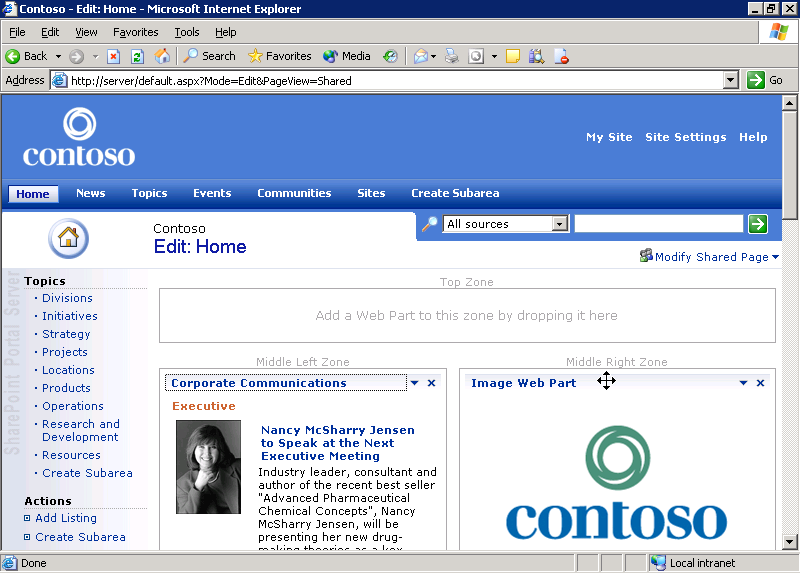 Contoso - Edit: Home - Microsoft Internet Explorer
File Edit View Favorites Tools Help
Back Search Favorites Media
Address http://server/default.aspx?Mode=Edit&PageView=Shared Go
contoso
My Site Site Settings Help
Home News Topics Events Communities Sites Create Subarea
Contoso
Edit: Home
All sources
Modify Shared Page
SharePoint Portal Server
Topics
Divisions
Initiatives
Strategy
Projects
Locations
Products
Operations
Research and
Development
Resources
Create Subarea
Actions
Add Listing
Create Subarea
Top Zone
Add a Web Part to this zone by dropping it here
Middle Left Zone
Corporate Communications
Executive
Nancy McSharry Jensen
to Speak at the Next
Executive Meeting
Industry leader, consultant and
author of the recent best seller
"Advanced Pharmaceutical
Chemical Concepts", Nancy
McSharry Jensen, will be
presenting her new drug-
making theories as a key
Middle Right Zone
Image Web Part
contoso
Done Local intranet